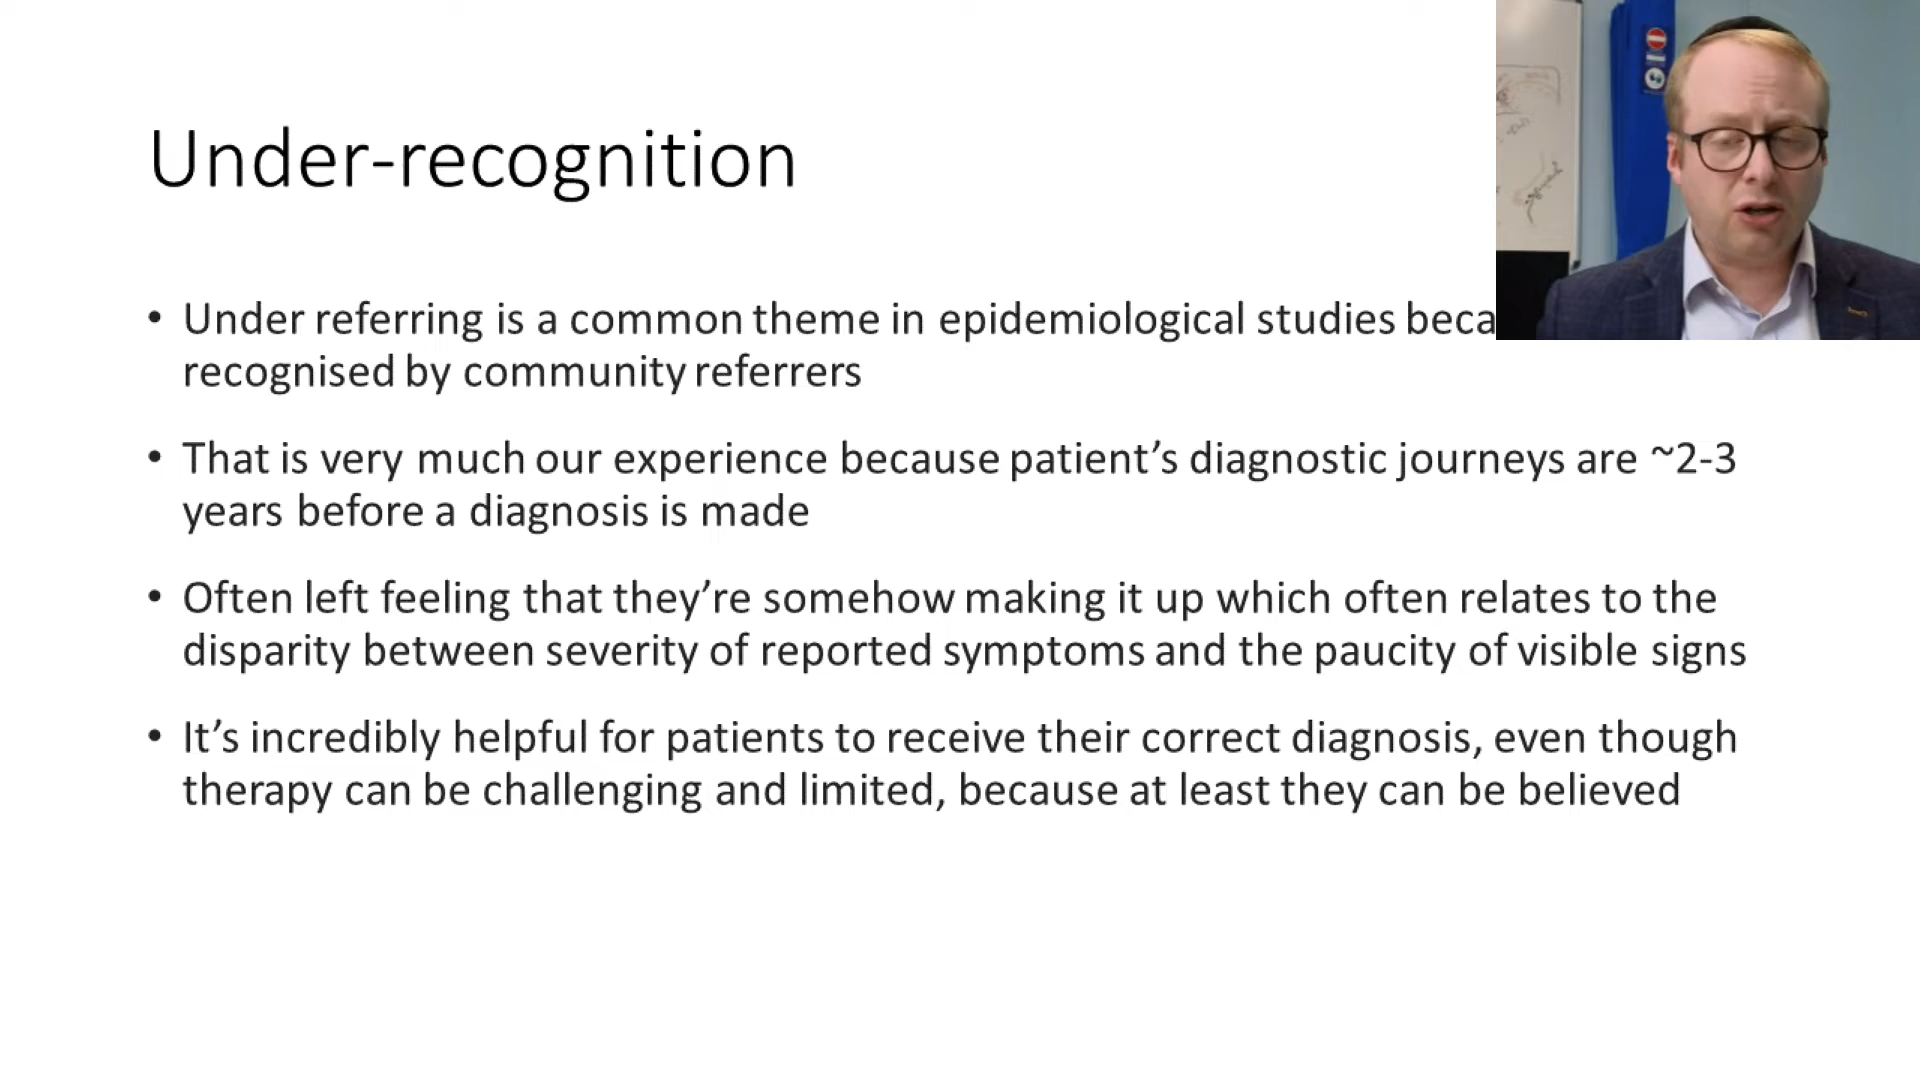 Under-recognition
• Under referring is a common theme in epidemiological studies
recognised by community referrers
• That is very much our experience because patient’s diagnostic journeys are ~2-3
years before a diagnosis is made
• Often left feeling that they’re somehow making it up which often relates to the
disparity between severity of reported symptoms and the paucity of visible signs
• It’s incredibly helpful for patients to receive their correct diagnosis, even though
therapy can be challenging and limited, because at least they can be believed